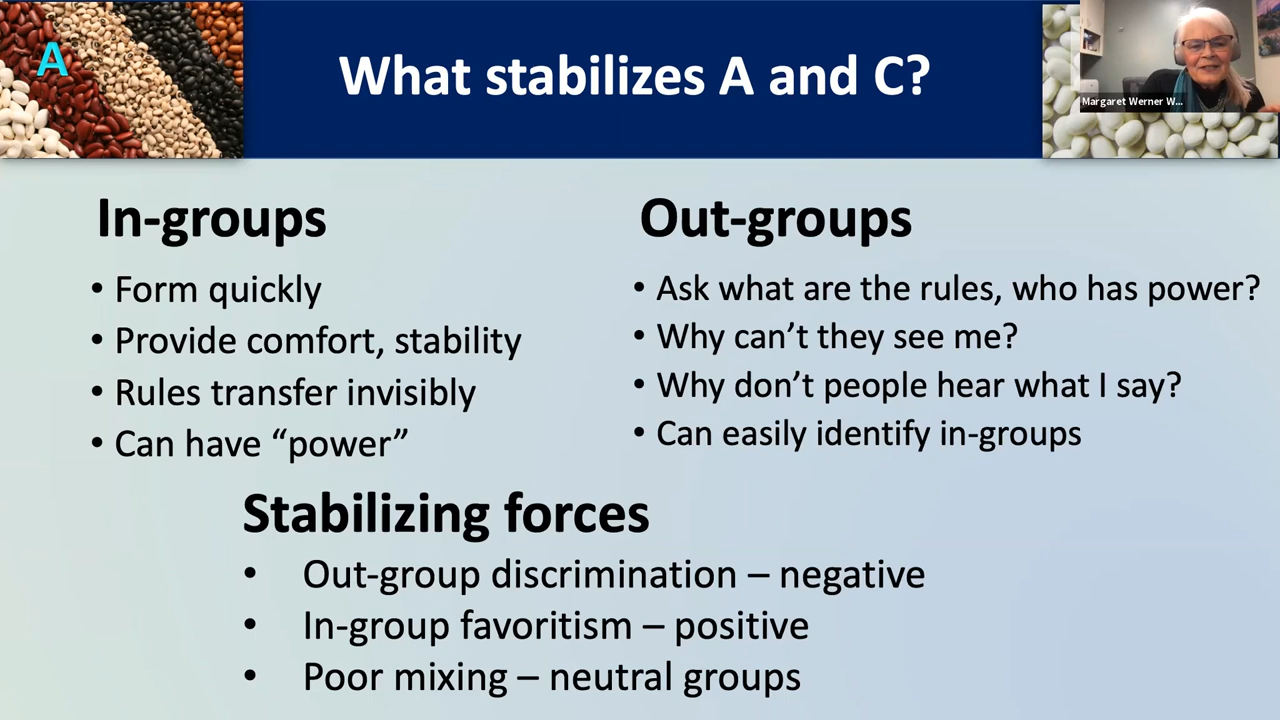 A
What stabilizes A and C?
Margaret Werner W...
In-groups
• Form quickly
• Provide comfort, stability
• Rules transfer invisibly
• Can have “power”
Out-groups
• Ask what are the rules, who has power?
• Why can’t they see me?
• Why don’t people hear what I say?
• Can easily identify in-groups
Stabilizing forces
• Out-group discrimination – negative
• In-group favoritism – positive
• Poor mixing – neutral groups